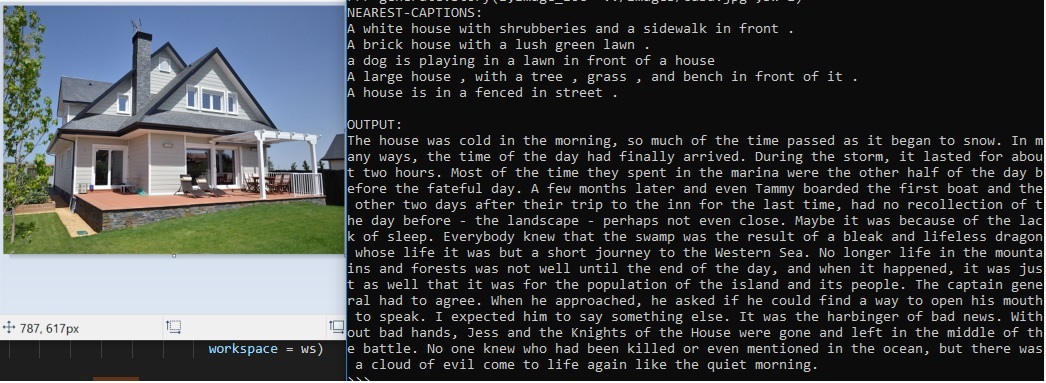 NEAREST-CAPTIONS:
A white house with shrubberies and a sidewalk in front .
A brick house with a lush green lawn .
a dog is playing in a lawn in front of a house
A large house , with a tree , grass , and bench in front of it .
A house is in a fenced in street .
OUTPUT:
The house was cold in the morning, so much of the time passed as it began to snow. In m
any ways, the time of the day had finally arrived. During the storm, it lasted for abou
t two hours. Most of the time they spent in the marina were the other half of the day b
efore the fateful day. A few months later and even Tammy boarded the first boat and the
other two days after their trip to the inn for the last time, had no recollection of t
he day before - the landscape - perhaps not even close. Maybe it was because of the lac
k of sleep. Everybody knew that the swamp was the result of a bleak and lifeless dragon
whose life it was but a short journey to the Western Sea. No longer life in the mounta
ins and forests was not well until the end of the day, and when it happened, it was jus
t as well that it was for the population of the island and its people. The captain gene
ral had to agree. When he approached, he asked if he could find a way to open his mouth
to speak. I expected him to say something else. It was the harbinger of bad news. With
out bad hands, Jess and the Knights of the House were gone and left in the middle of th
e battle. No one knew who had been killed or even mentioned in the ocean, but there was
a cloud of evil come to life again like the quiet morning.
>>>
787, 617px
workspace = ws)